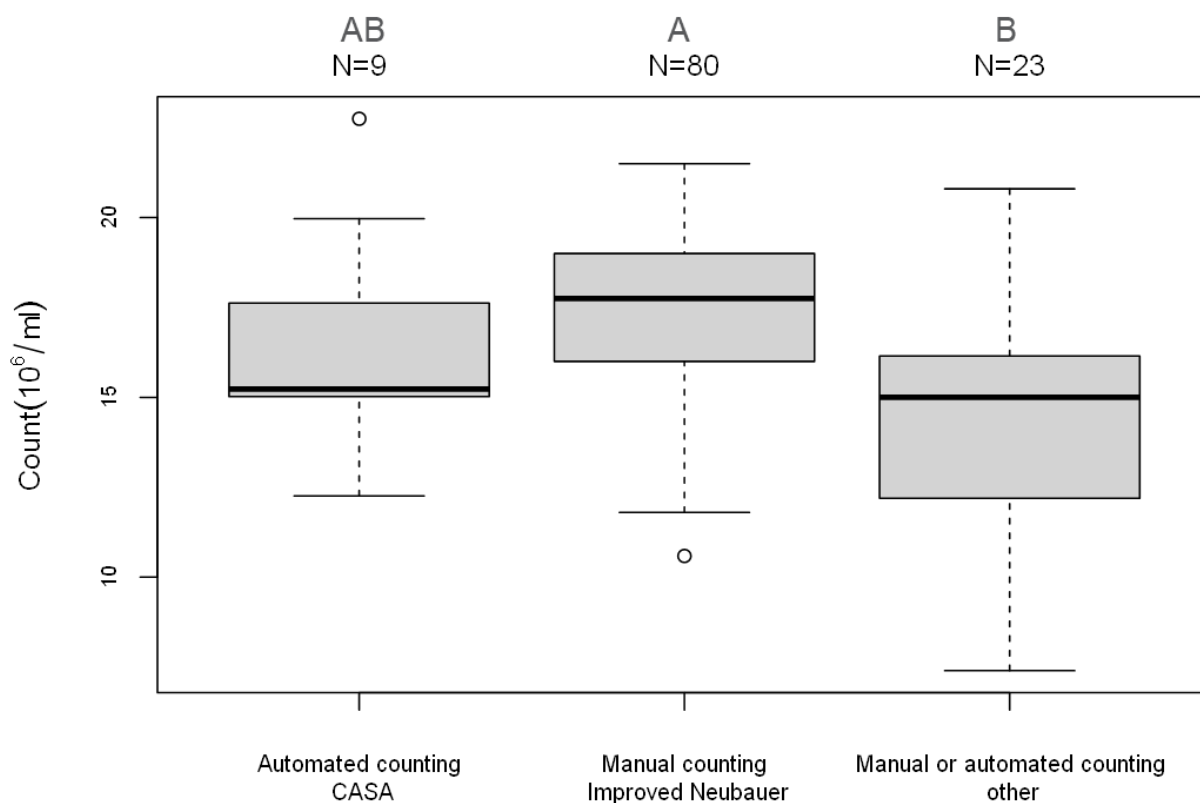 AB A B
N=9 N=80 N=23
20
15
10
Count(10⁶/ml)
Automated counting Manual counting Manual or automated counting
CASA Improved Neubauer other